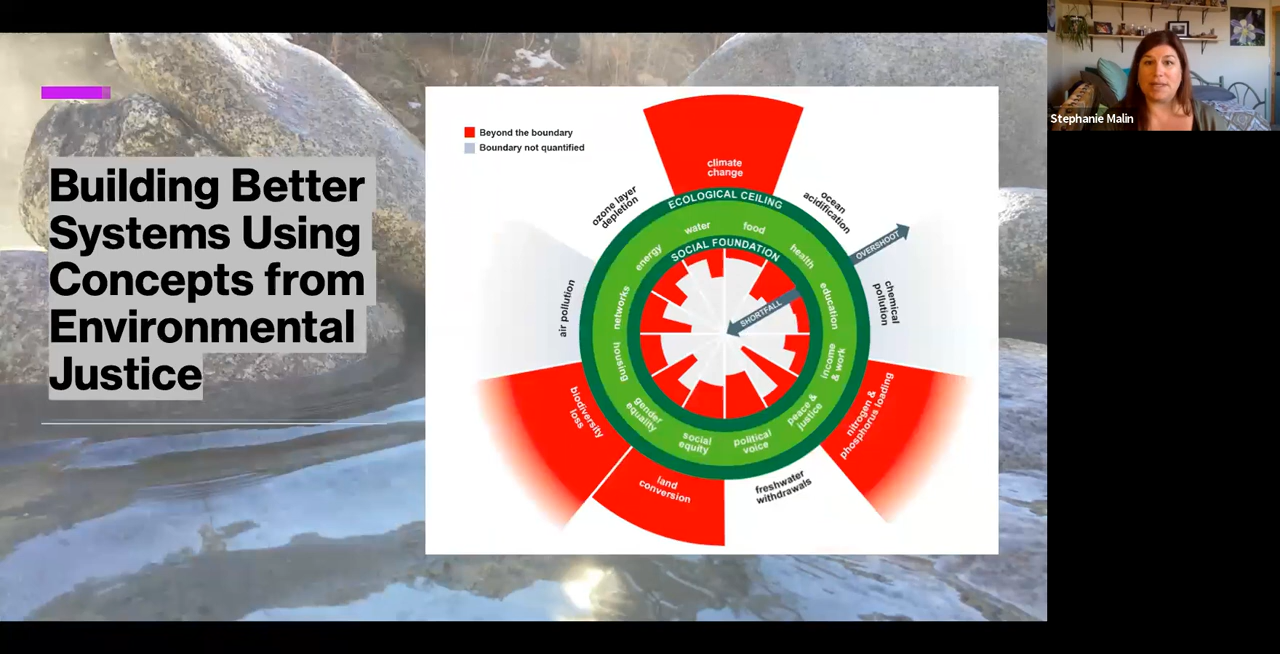 Stephanie Malin
Building Better
Systems Using
Concepts from
Environmental
Justice
Beyond the boundary
Boundary not quantified
climate
change
ozone layer
depletion
ocean
acidification
ECOLOGICAL CEILING
OVERSHOOT
water
food
energy
health
SOCIAL FOUNDATION
air pollution
networks
SHORTFALL
education
chemical
pollution
housing
income
& work
gender
equality
peace &
justice
social
equity
political
voice
biodiversity
loss
nitrogen &
phosphorus loading
land
conversion
freshwater
withdrawals